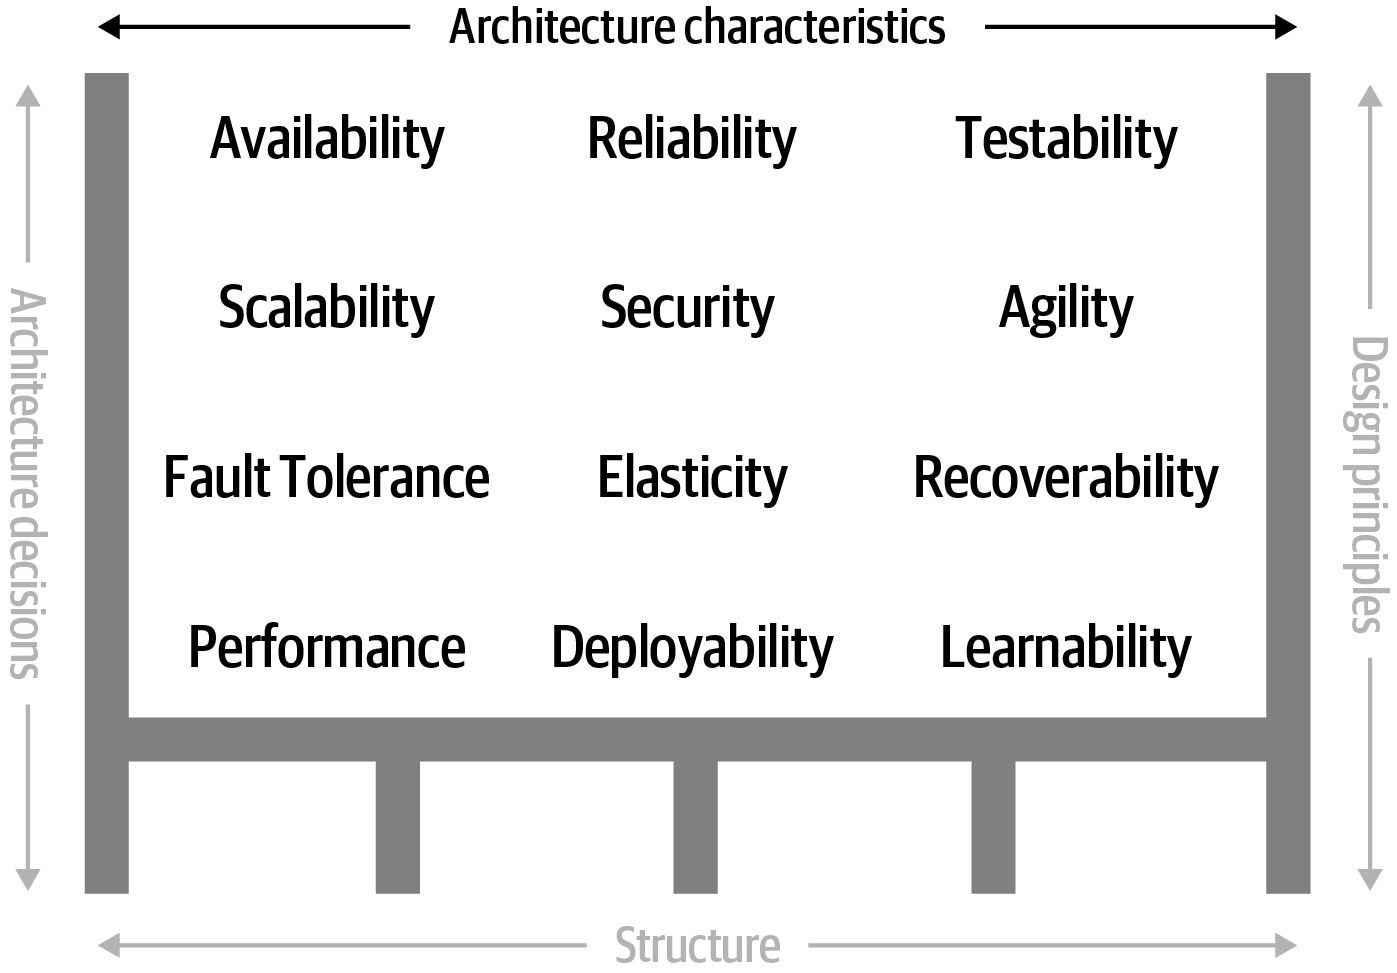 Architecture characteristics
Availability
Reliability
Testability
Scalability
Security
Agility
Fault Tolerance
Elasticity
Recoverability
Performance
Deployability
Learnability
Architecture decisions
Design principles
Structure